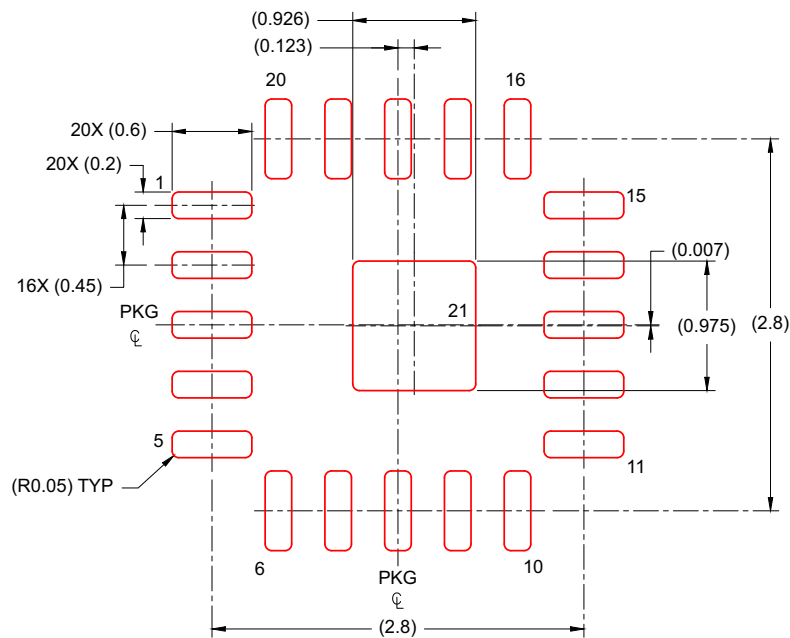 (0.926)
(0.123)
20
16
20X (0.6)
20X (0.2)
1
15
(0.007)
16X (0.45)
PKG
℄
21
(0.975)
(2.8)
5
11
(R0.05) TYP
6
10
PKG
℄
(2.8)